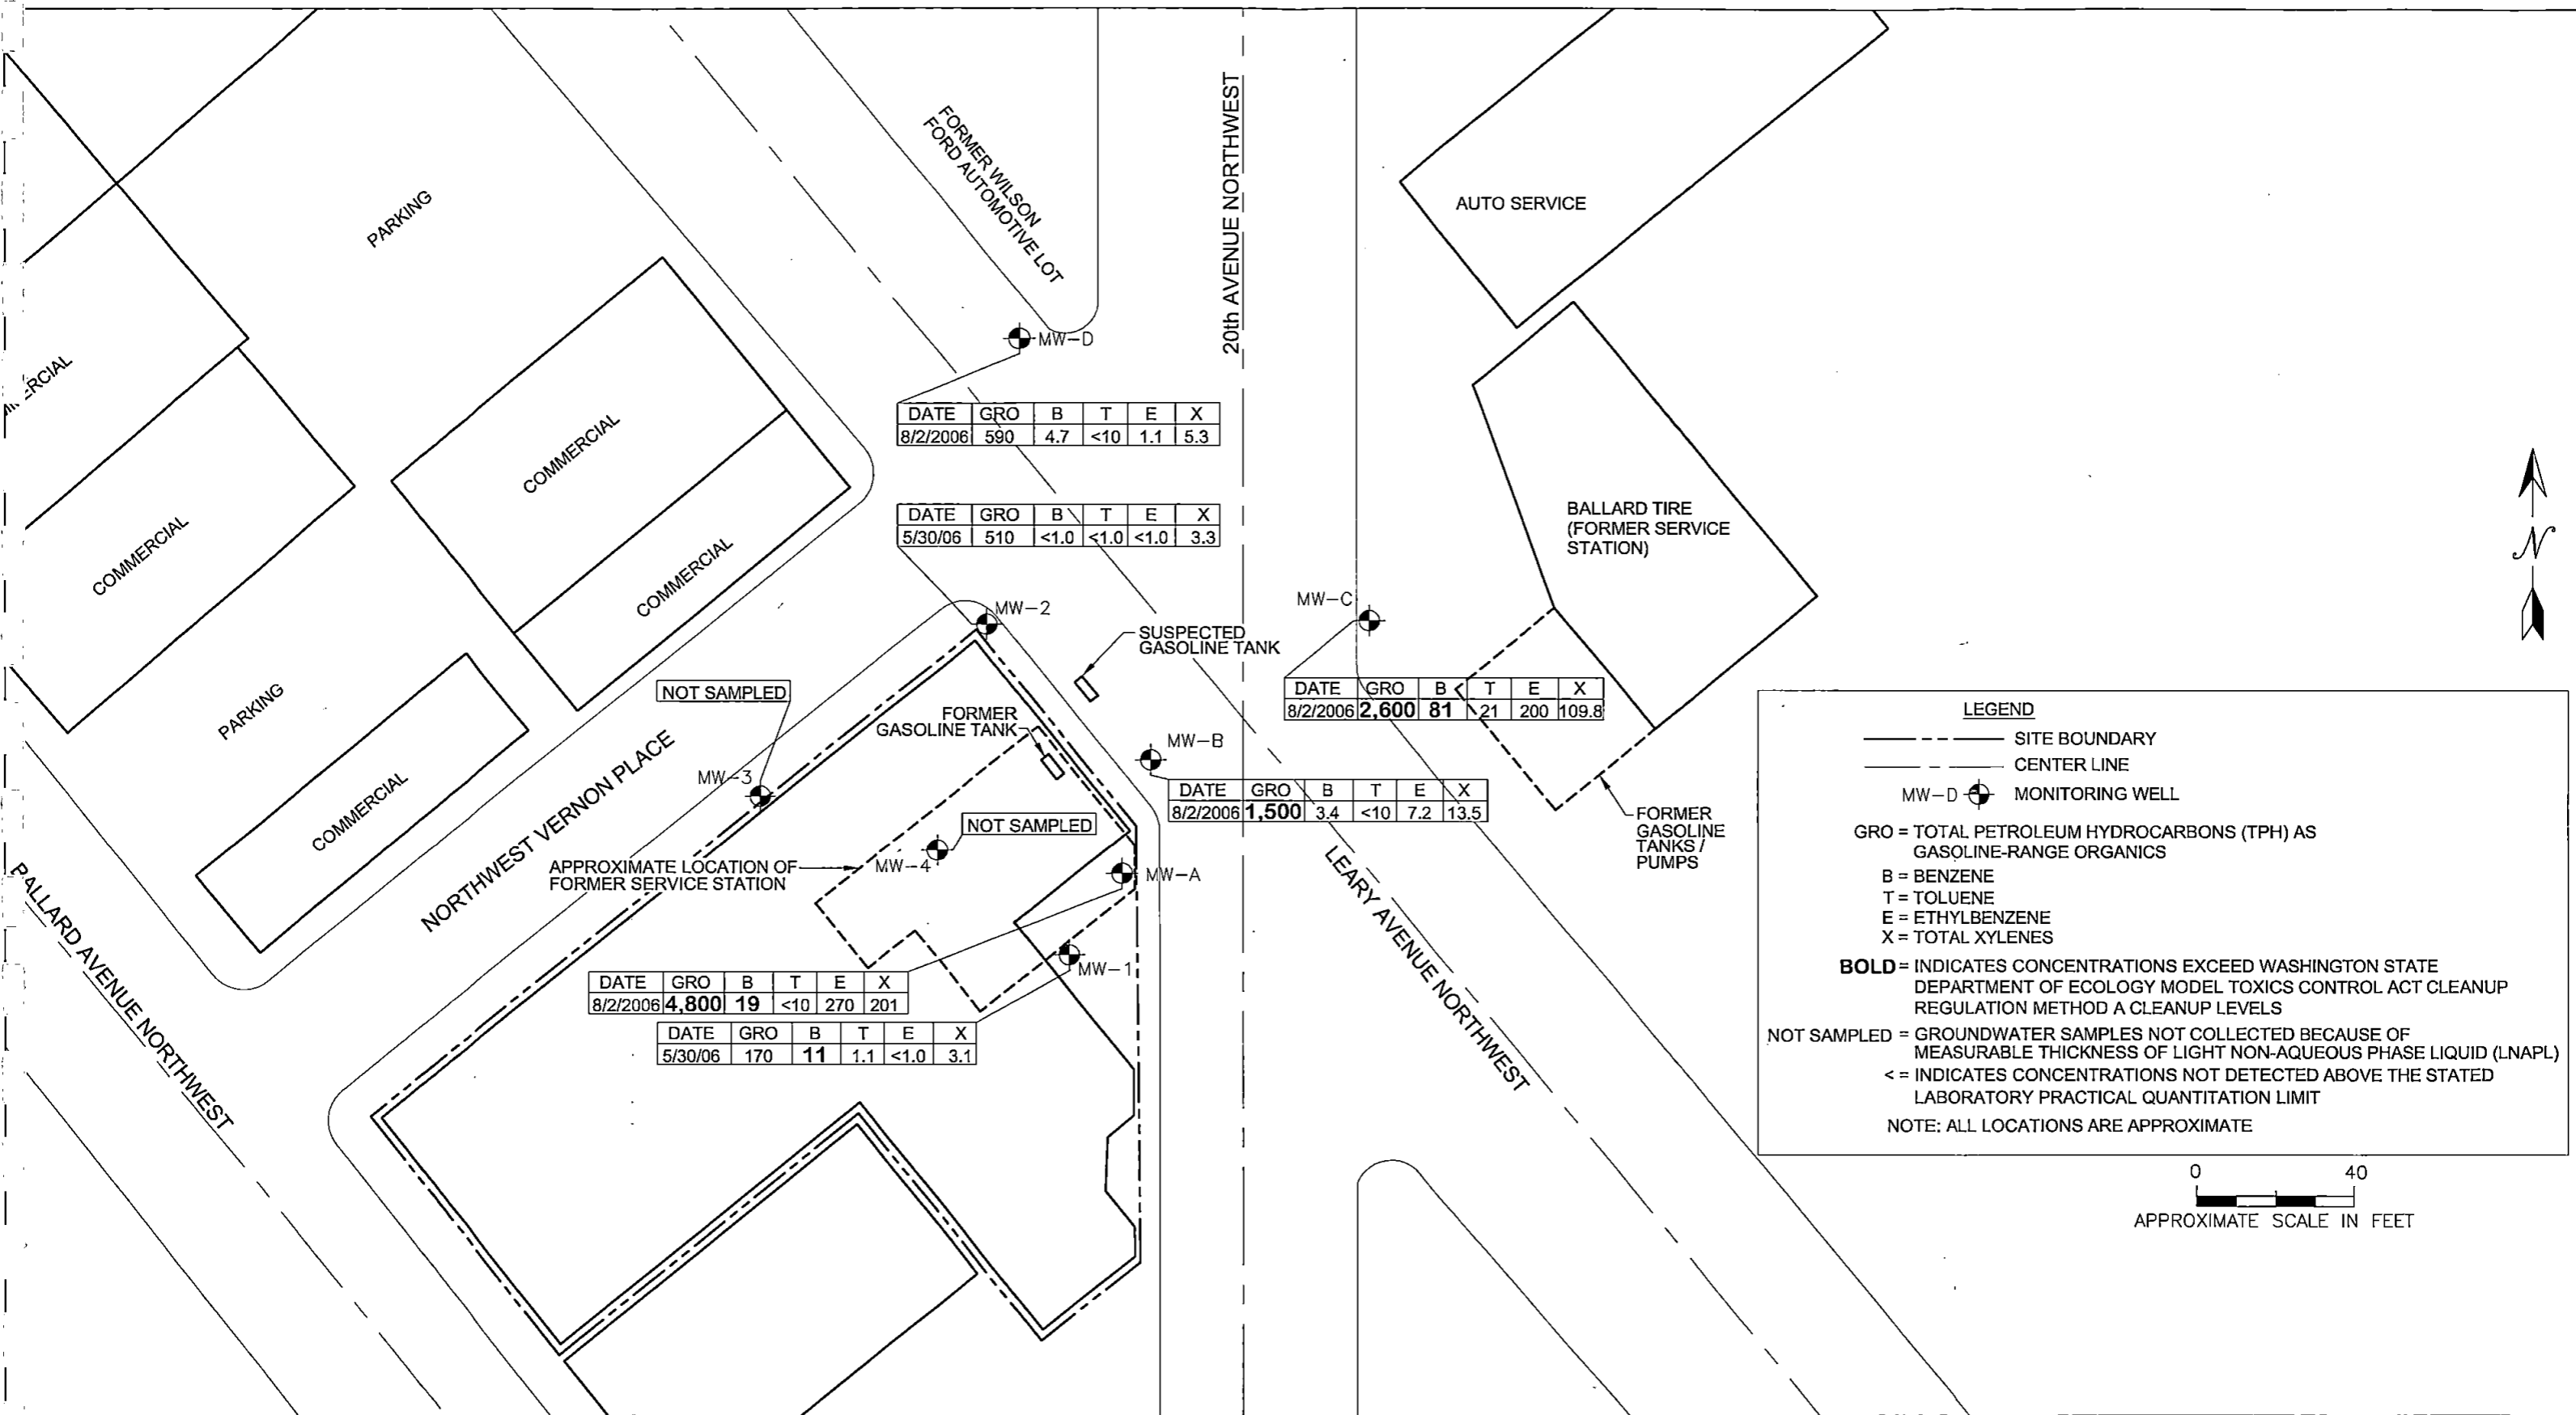 FORMER WILSON
FORD AUTOMOTIVE LOT
20th AVENUE NORTHWEST
PARKING
AUTO SERVICE
MW-D
DATE GRO B T E X
8/2/2006 590 4.7 <10 1.1 5.3
COMMERCIAL
COMMERCIAL
COMMERCIAL
DATE GRO B T E X
5/30/06 510 <1.0 <1.0 <1.0 3.3
BALLARD TIRE
(FORMER SERVICE
STATION)
N
MW-2
MW-C
SUSPECTED
GASOLINE TANK
NOT SAMPLED
DATE GRO B T E X
8/2/2006 2,600 81 21 200 109.8
PARKING
FORMER
GASOLINE TANK
MW-B
MW-3
DATE GRO B T E X
8/2/2006 1,500 3.4 <10 7.2 13.5
COMMERCIAL
NORTHWEST VERNON PLACE
NOT SAMPLED
FORMER
GASOLINE
TANKS /
PUMPS
APPROXIMATE LOCATION OF
FORMER SERVICE STATION
MW-4
MW-A
AVENUE NORTHWEST
LEARY AVENUE NORTHWEST
MW-1
DATE GRO B T E X
8/2/2006 4,800 19 <10 270 201
DATE GRO B T E X
5/30/06 170 11 1.1 <1.0 3.1
LEGEND
SITE BOUNDARY
CENTER LINE
MW-D MONITORING WELL
GRO = TOTAL PETROLEUM HYDROCARBONS (TPH) AS
GASOLINE-RANGE ORGANICS
B = BENZENE
T = TOLUENE
E = ETHYLBENZENE
X = TOTAL XYLENES
BOLD = INDICATES CONCENTRATIONS EXCEED WASHINGTON STATE
DEPARTMENT OF ECOLOGY MODEL TOXICS CONTROL ACT CLEANUP
REGULATION METHOD A CLEANUP LEVELS
NOT SAMPLED = GROUNDWATER SAMPLES NOT COLLECTED BECAUSE OF
MEASURABLE THICKNESS OF LIGHT NON-AQUEOUS PHASE LIQUID (LNAPL)
< = INDICATES CONCENTRATIONS NOT DETECTED ABOVE THE STATED
LABORATORY PRACTICAL QUANTITATION LIMIT
NOTE: ALL LOCATIONS ARE APPROXIMATE
0 40
APPROXIMATE SCALE IN FEET